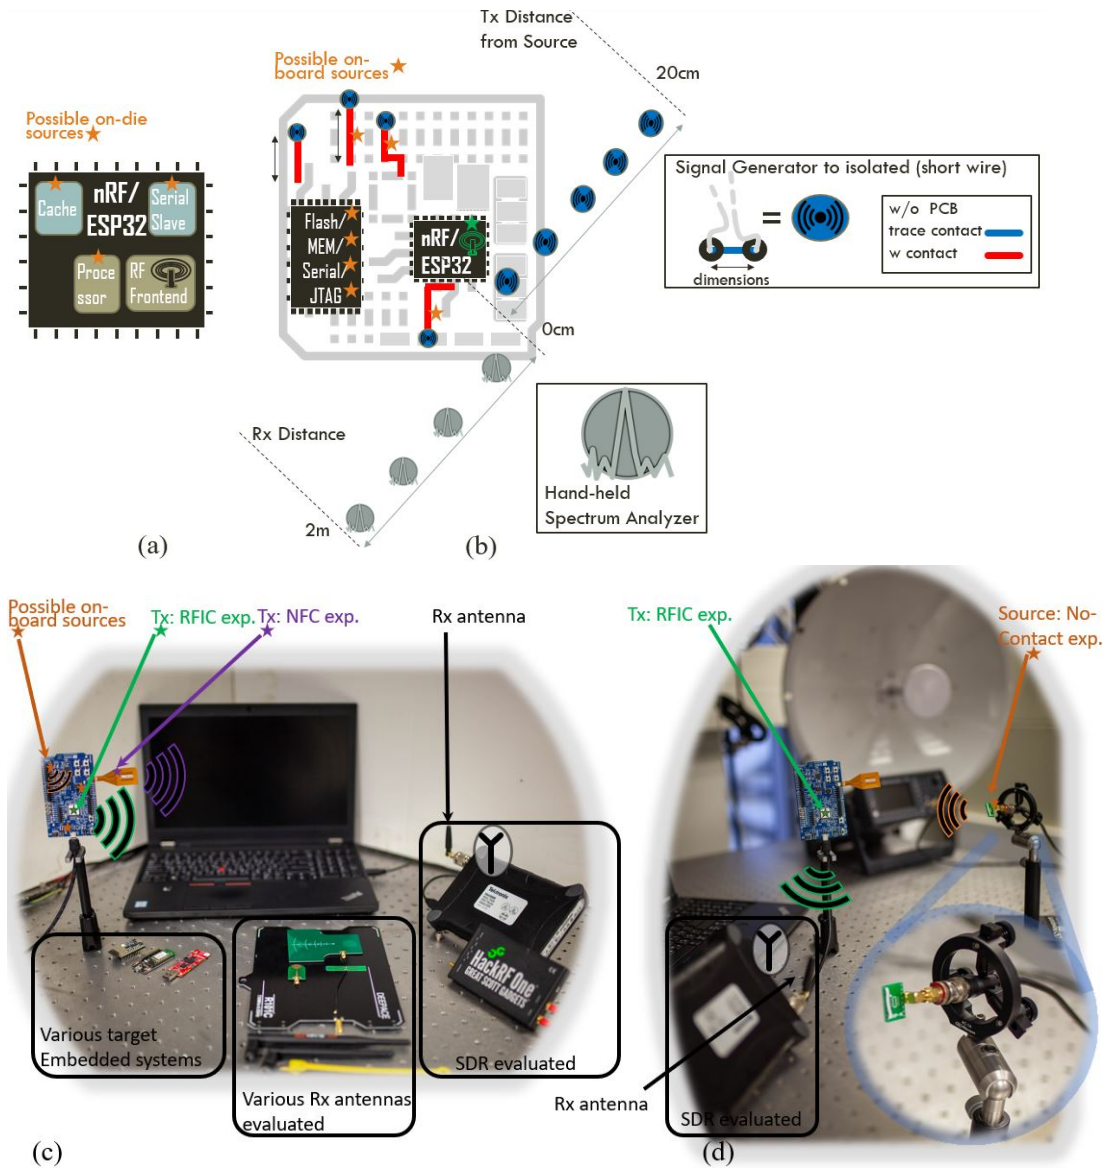 Tx Distance
from Source
Possible on-
board sources
20cm
Possible on-die
sources
Cache
nRF/
ESP32
Serial
Slave
Proce
ssor
RF
Frontend
Flash/
MEM/
Serial/
JTAG
nRF/
ESP32
Signal Generator to isolated (short wire)
=
dimensions
w/o PCB
trace contact
w contact
0cm
Rx Distance
2m
Hand-held
Spectrum Analyzer
(a)
(b)
Possible on-
board sources
Tx: RFIC exp.
Tx: NFC exp.
Rx antenna
Tektronix
HackRF One
GREAT SCOTT GADGETS
Various target
Embedded systems
Various Rx antennas
evaluated
SDR evaluated
(c)
Tx: RFIC exp.
Source: No-
Contact exp.
Rx antenna
SDR evaluated
(d)